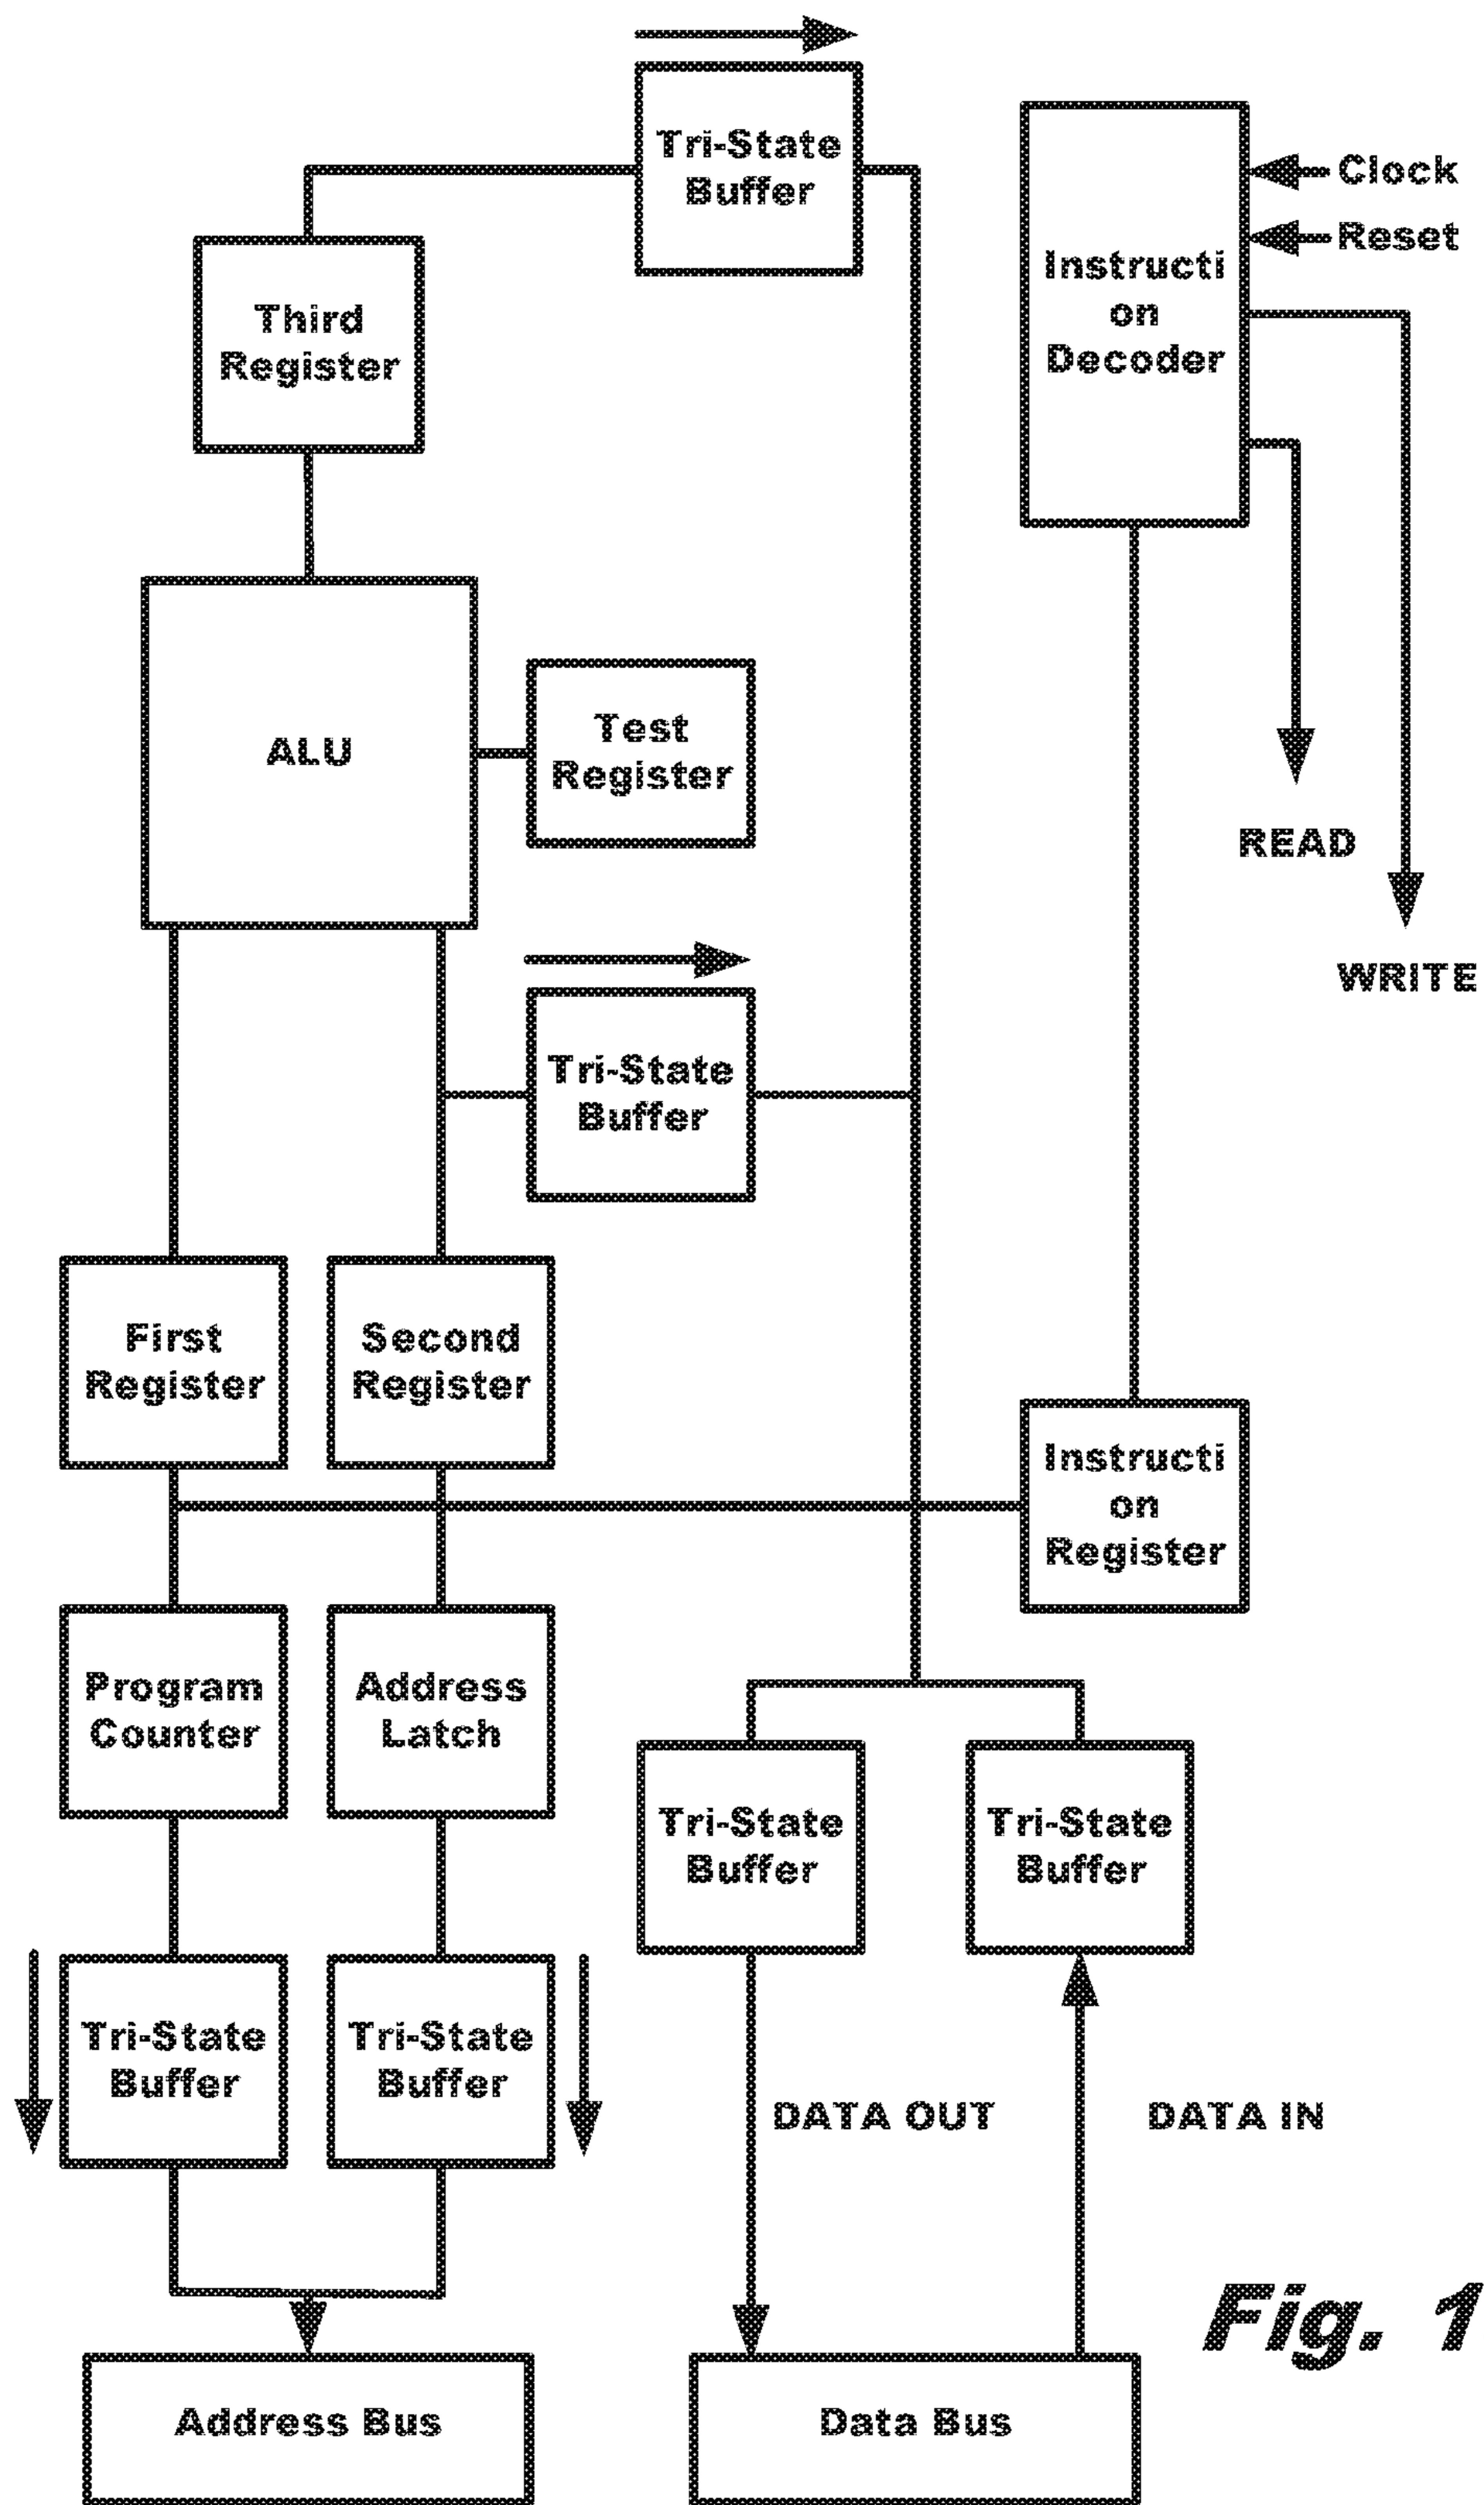 Tri-State
Buffer
Clock
Reset
Instructi
on
Decoder
Third
Register
ALU
Test
Register
READ
WRITE
Tri-State
Buffer
First
Register
Second
Register
Instructi
on
Register
Program
Counter
Address
Latch
Tri-State
Buffer
Tri-State
Buffer
Tri-State
Buffer
Tri-State
Buffer
DATA OUT
DATA IN
Fig. 1
Address Bus
Data Bus